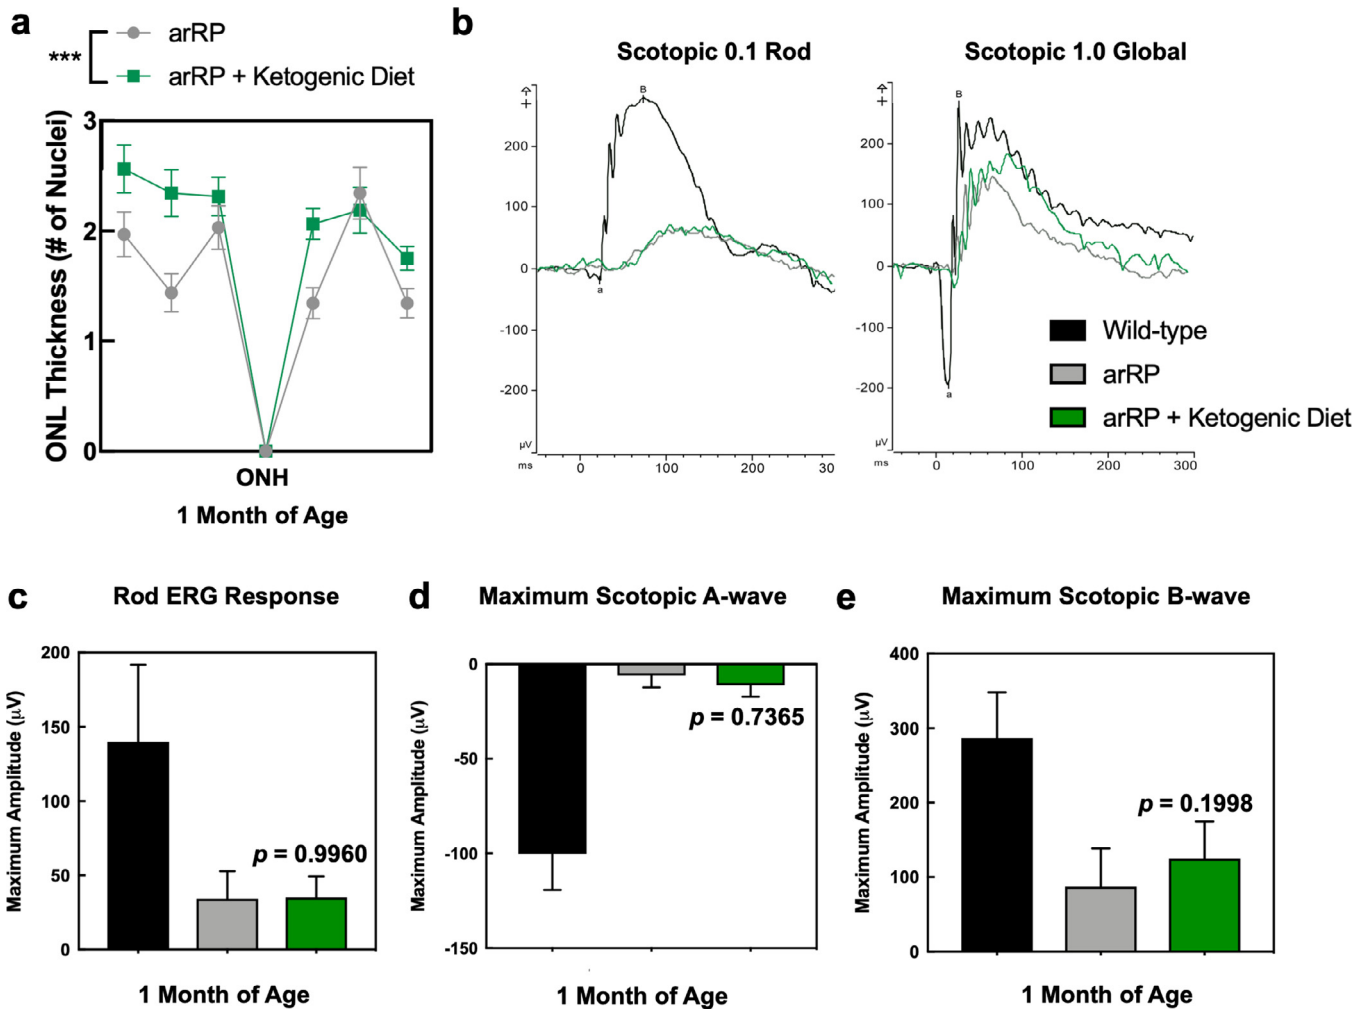 a
arRP
***
arRP + Ketogenic Diet
ONL Thickness (# of Nuclei)
3
2
1
0
ONH
1 Month of Age
b
Scotopic 0.1 Rod
B
200
100
0
a
-100
-200
µV
ms
0
100
200
30
Scotopic 1.0 Global
B
200
100
0
-100
-200
a
µV
ms
0
100
200
300
Wild-type
arRP
arRP + Ketogenic Diet
c
Rod ERG Response
Maximum Amplitude (µV)
200
150
100
50
0
p = 0.9960
1 Month of Age
d
Maximum Scotopic A-wave
Maximum Amplitude (µV)
0
-50
-100
-150
p = 0.7365
1 Month of Age
e
Maximum Scotopic B-wave
Maximum Amplitude (µV)
400
300
200
100
0
p = 0.1998
1 Month of Age